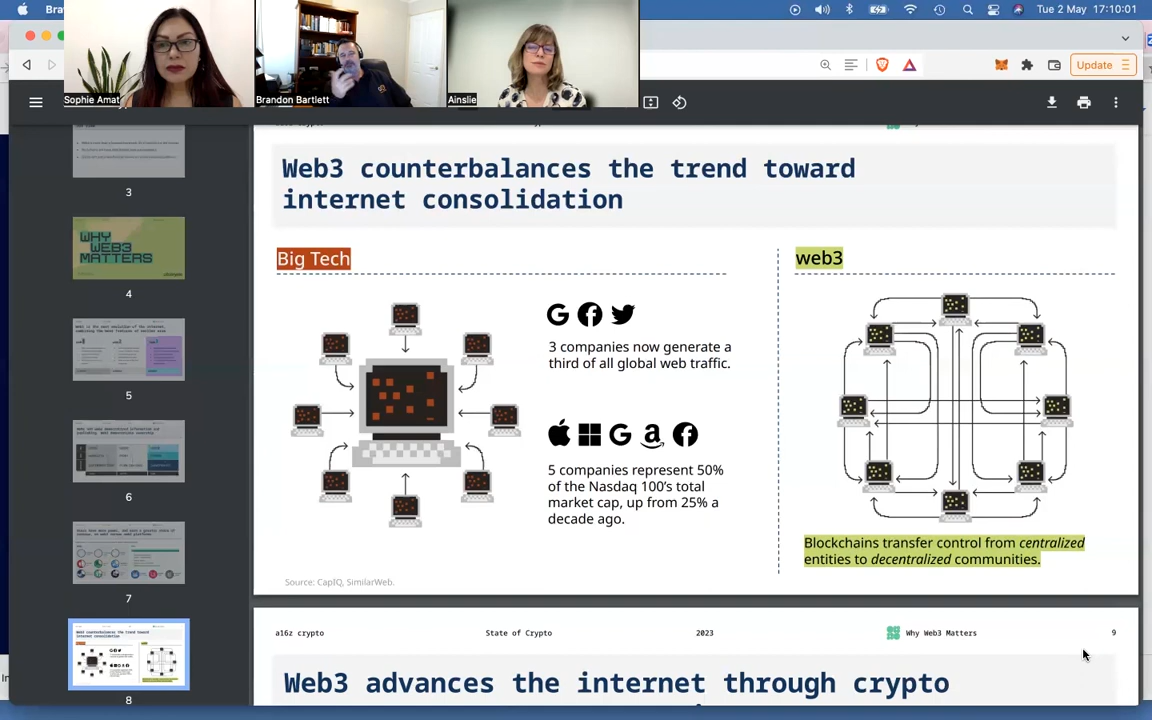 Brav
Tue 2 May 17:10:01
Sophie Amat
Brandon Bartlett
Ainslie
Update
3
WHY
WEB3
MATTERS
4
5
6
7
8
Web3 counterbalances the trend toward
internet consolidation
Big Tech
3 companies now generate a
third of all global web traffic.
5 companies represent 50%
of the Nasdaq 100's total
market cap, up from 25% a
decade ago.
Source: CapIQ, SimilarWeb.
web3
Blockchains transfer control from centralized
entities to decentralized communities.
a16z crypto
State of Crypto
2023
Why Web3 Matters
9
Web3 advances the internet through crypto